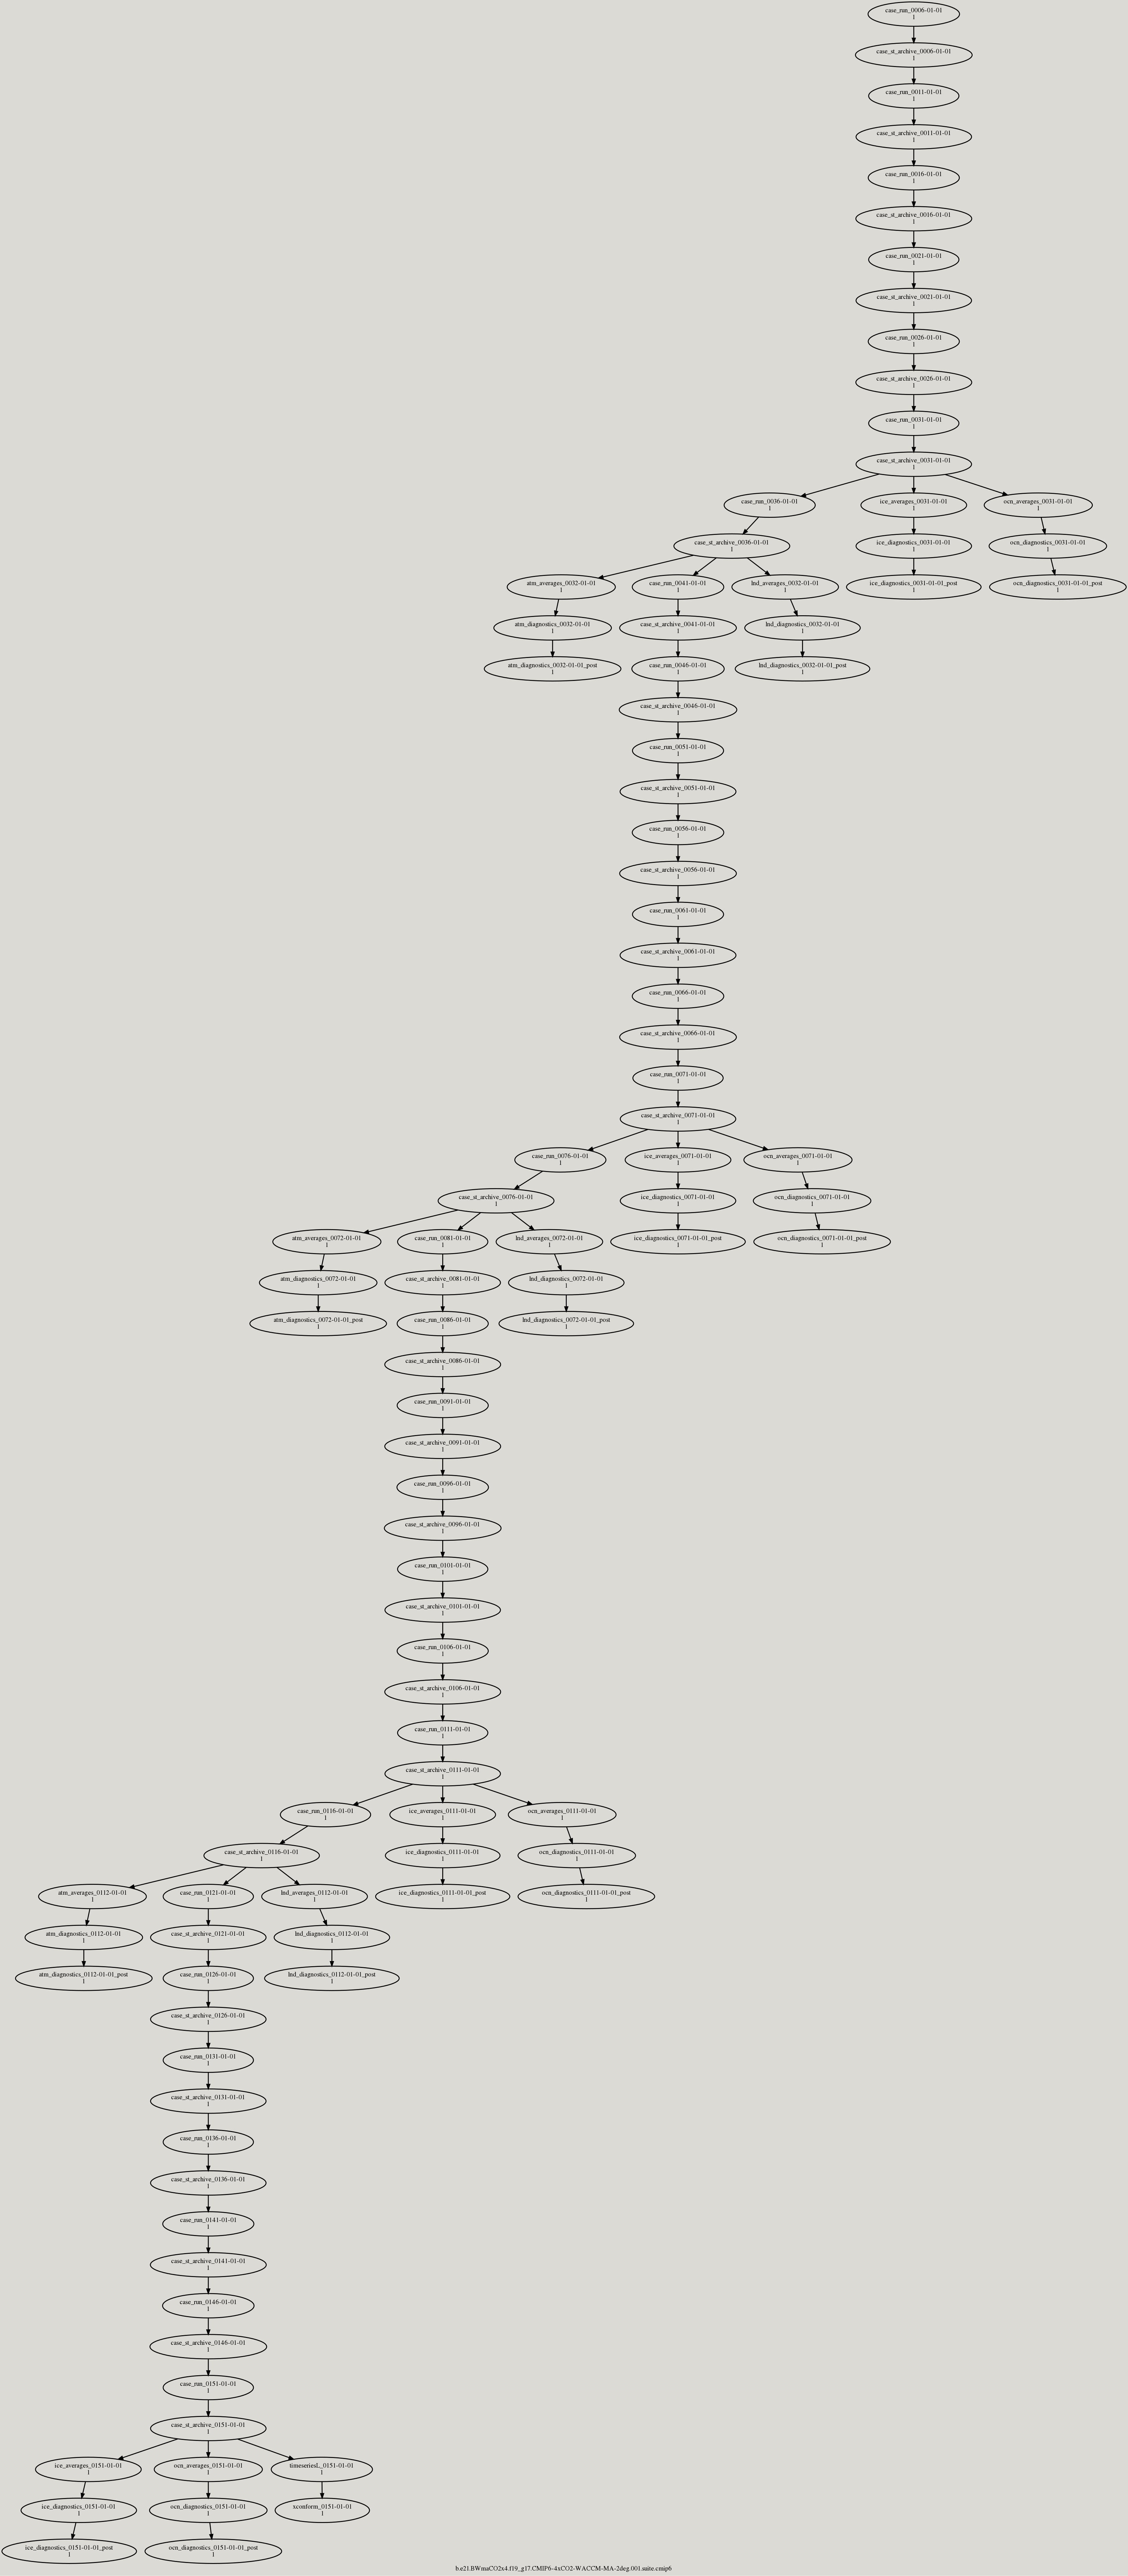 case_run_0006-01-01
1
case_st_archive_0006-01-01
1
case_run_0011-01-01
1
case_st_archive_0011-01-01
1
case_run_0016-01-01
1
case_st_archive_0016-01-01
1
case_run_0021-01-01
1
case_st_archive_0021-01-01
1
case_run_0026-01-01
1
case_st_archive_0026-01-01
1
case_run_0031-01-01
1
case_st_archive_0031-01-01
1
case_run_0036-01-01
1
ice_averages_0031-01-01
1
ocn_averages_0031-01-01
1
case_st_archive_0036-01-01
1
ice_diagnostics_0031-01-01
1
ocn_diagnostics_0031-01-01
1
atm_averages_0032-01-01
1
case_run_0041-01-01
1
lnd_averages_0032-01-01
1
ice_diagnostics_0031-01-01_post
1
ocn_diagnostics_0031-01-01_post
1
atm_diagnostics_0032-01-01
1
case_st_archive_0041-01-01
1
lnd_diagnostics_0032-01-01
1
atm_diagnostics_0032-01-01_post
1
case_run_0046-01-01
1
lnd_diagnostics_0032-01-01_post
1
case_st_archive_0046-01-01
1
case_run_0051-01-01
1
case_st_archive_0051-01-01
1
case_run_0056-01-01
1
case_st_archive_0056-01-01
1
case_run_0061-01-01
1
case_st_archive_0061-01-01
1
case_run_0066-01-01
1
case_st_archive_0066-01-01
1
case_run_0071-01-01
1
case_st_archive_0071-01-01
1
case_run_0076-01-01
1
ice_averages_0071-01-01
1
ocn_averages_0071-01-01
1
case_st_archive_0076-01-01
1
ice_diagnostics_0071-01-01
1
ocn_diagnostics_0071-01-01
1
atm_averages_0072-01-01
1
case_run_0081-01-01
1
lnd_averages_0072-01-01
1
ice_diagnostics_0071-01-01_post
1
ocn_diagnostics_0071-01-01_post
1
atm_diagnostics_0072-01-01
1
case_st_archive_0081-01-01
1
lnd_diagnostics_0072-01-01
1
atm_diagnostics_0072-01-01_post
1
case_run_0086-01-01
1
lnd_diagnostics_0072-01-01_post
1
case_st_archive_0086-01-01
1
case_run_0091-01-01
1
case_st_archive_0091-01-01
1
case_run_0096-01-01
1
case_st_archive_0096-01-01
1
case_run_0101-01-01
1
case_st_archive_0101-01-01
1
case_run_0106-01-01
1
case_st_archive_0106-01-01
1
case_run_0111-01-01
1
case_st_archive_0111-01-01
1
case_run_0116-01-01
1
ice_averages_0111-01-01
1
ocn_averages_0111-01-01
1
case_st_archive_0116-01-01
1
ice_diagnostics_0111-01-01
1
ocn_diagnostics_0111-01-01
1
atm_averages_0112-01-01
1
case_run_0121-01-01
1
lnd_averages_0112-01-01
1
ice_diagnostics_0111-01-01_post
1
ocn_diagnostics_0111-01-01_post
1
atm_diagnostics_0112-01-01
1
case_st_archive_0121-01-01
1
lnd_diagnostics_0112-01-01
1
atm_diagnostics_0112-01-01_post
1
case_run_0126-01-01
1
lnd_diagnostics_0112-01-01_post
1
case_st_archive_0126-01-01
1
case_run_0131-01-01
1
case_st_archive_0131-01-01
1
case_run_0136-01-01
1
case_st_archive_0136-01-01
1
case_run_0141-01-01
1
case_st_archive_0141-01-01
1
case_run_0146-01-01
1
case_st_archive_0146-01-01
1
case_run_0151-01-01
1
case_st_archive_0151-01-01
1
ice_averages_0151-01-01
1
ocn_averages_0151-01-01
1
timeseriesL_0151-01-01
1
ice_diagnostics_0151-01-01
1
ocn_diagnostics_0151-01-01
1
xconform_0151-01-01
1
ice_diagnostics_0151-01-01_post
1
ocn_diagnostics_0151-01-01_post
1
b.e21.BWmaCO2x4.f19_g17.CMIP6-4xCO2-WACCM-MA-2deg.001.suite.cmip6